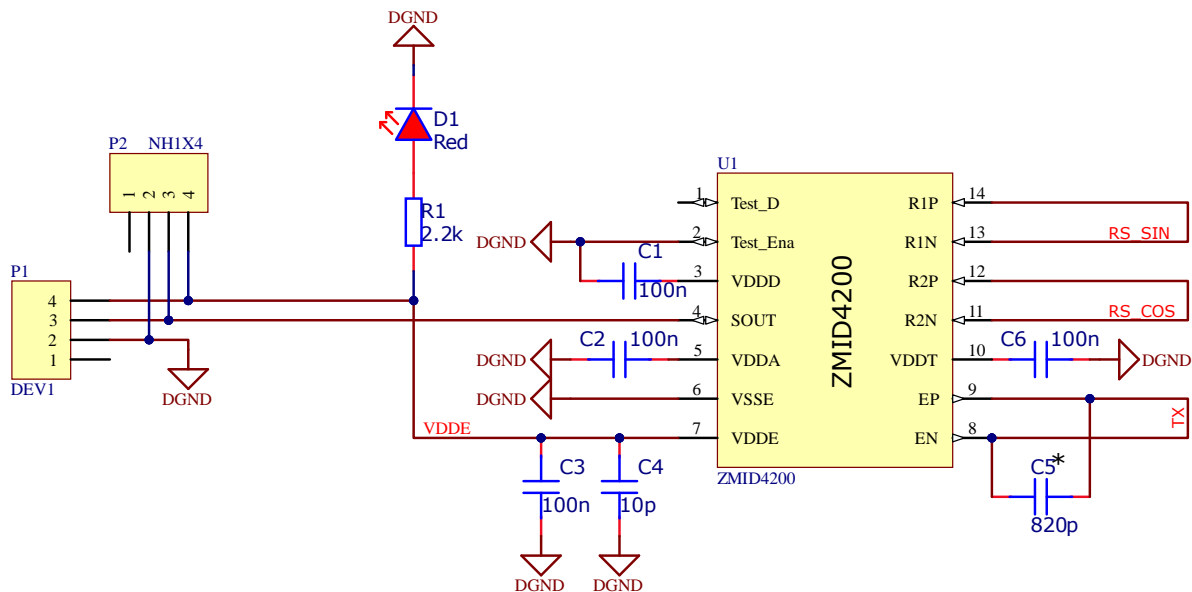 DGND
D1
Red
P2 NH1X4
1 2 3 4
R1
2.2k
P1
4
3
2
1
DEV1
DGND
U1
1 Test_D R1P 14
DGND 2 Test_Ena R1N 13 RS_SIN
C1
100n 3 VDDD R2P 12
4 SOUT R2N 11 RS_COS
DGND C2 100n 5 VDDA VDDT 10 C6 100n DGND
DGND 6 VSSE EP 9
VDDE 7 VDDE EN 8 TX
ZMID4200
ZMID4200
C3
100n
C4
10p
C5*
820p
DGND
DGND